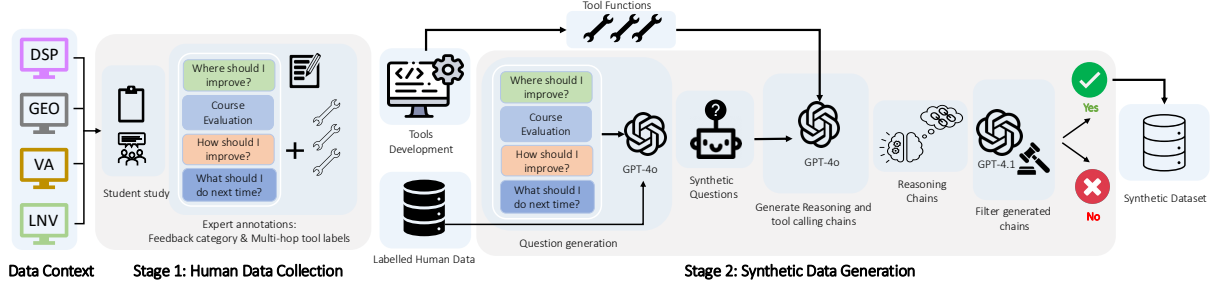 DSP
GEO
VA
LNV
Data Context
Student study
Where should I
improve?
Course
Evaluation
How should I
improve?
What should I
do next time?
+
Expert annotations:
Feedback category & Multi-hop tool labels
Stage 1: Human Data Collection
</>
Tools
Development
Labelled Human Data
Tool Functions
Where should I
improve?
Course
Evaluation
How should I
improve?
What should I
do next time?
GPT-4o
Question generation
?
Synthetic
Questions
GPT-4o
Generate Reasoning and
tool calling chains
Reasoning
Chains
GPT-4.1
Filter generated
chains
Yes
No
Synthetic Dataset
Stage 2: Synthetic Data Generation